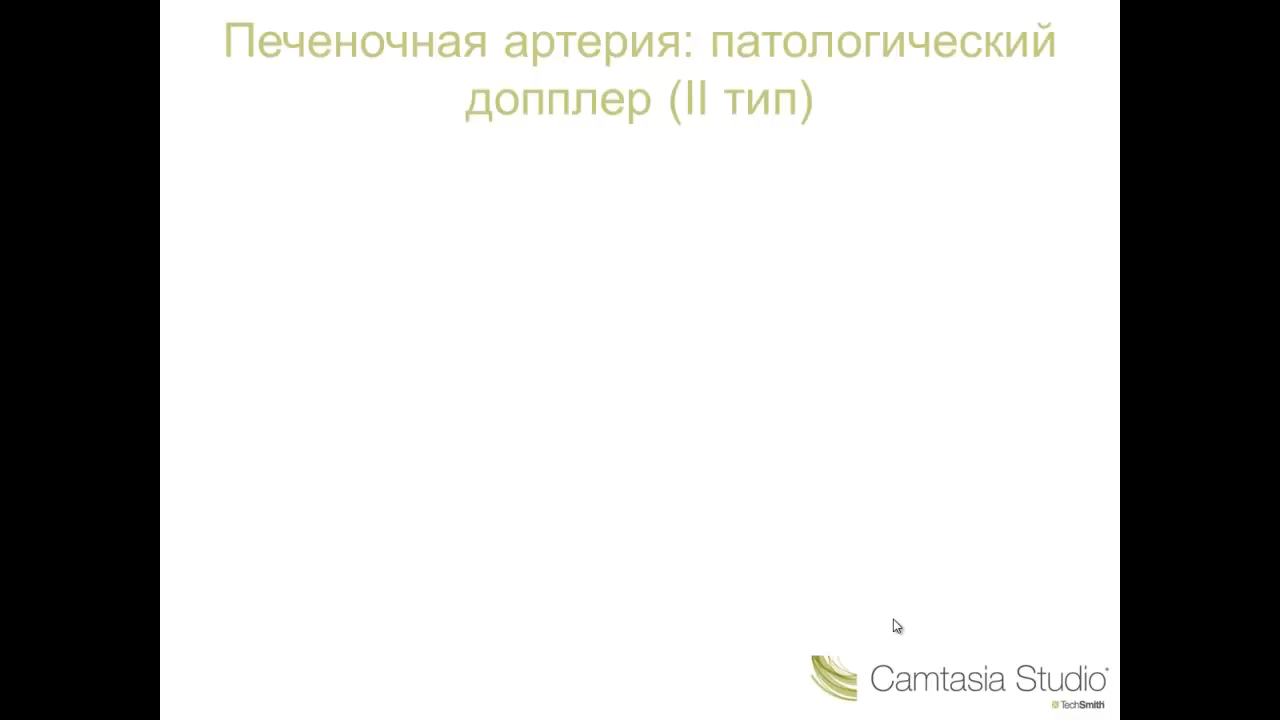 Печеночная артерия: патологический
допплер (II тип)
Camtasia Studio
TechSmith